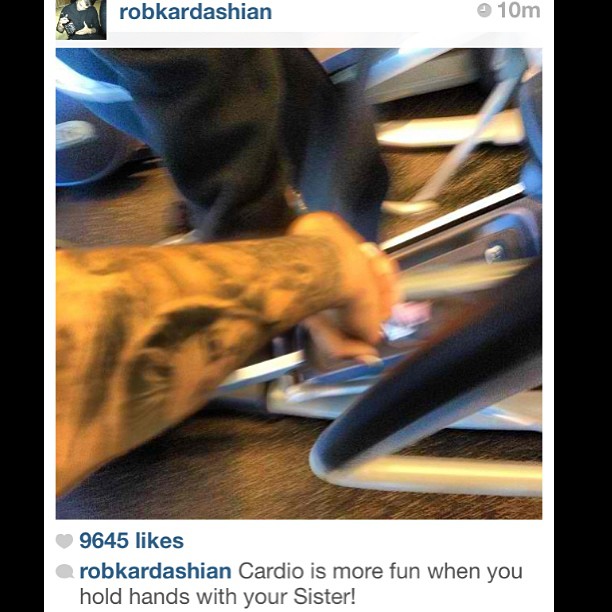 robkardashian
10m
9645 likes
robkardashian Cardio is more fun when you
hold hands with your Sister!